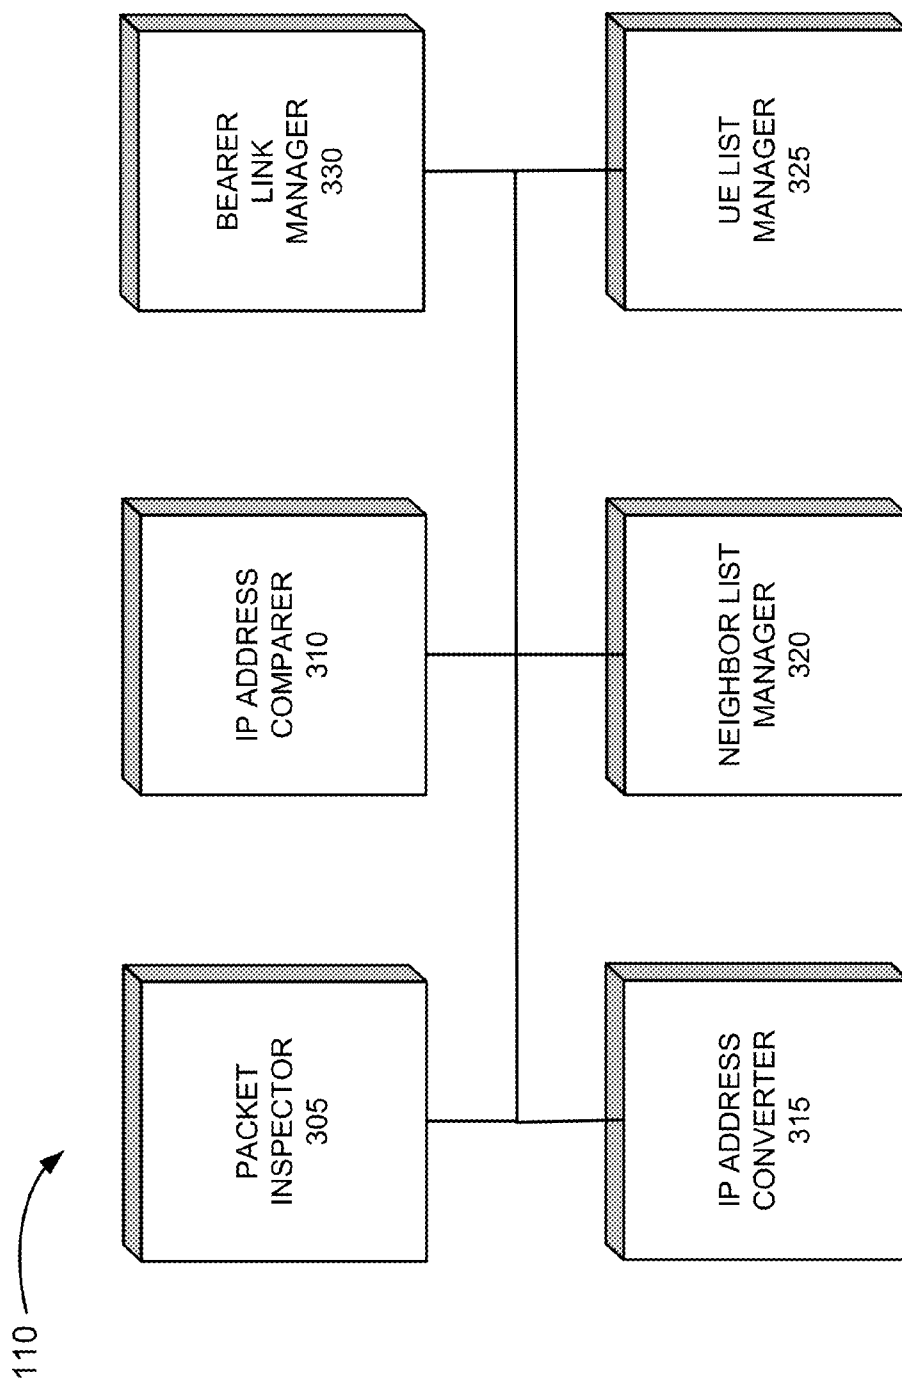 110
PACKET
INSPECTOR
305
IP ADDRESS
COMPARER
310
BEARER
LINK
MANAGER
330
IP ADDRESS
CONVERTER
315
NEIGHBOR LIST
MANAGER
320
UE LIST
MANAGER
325